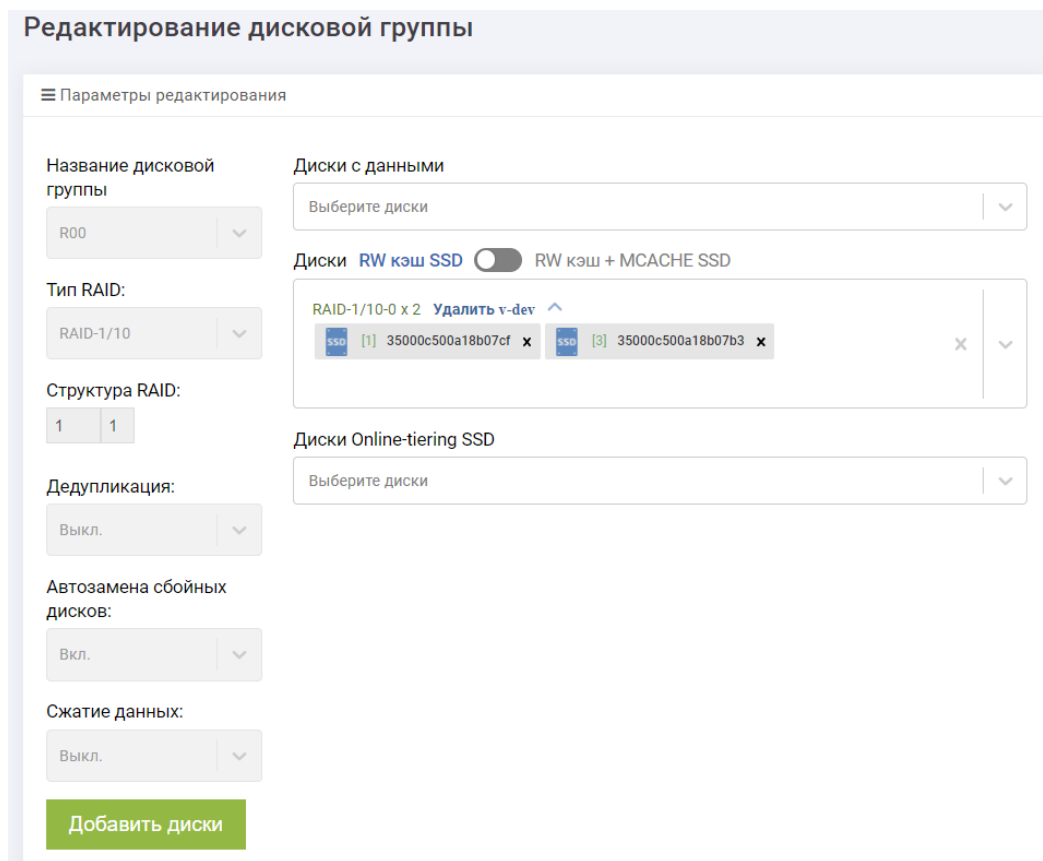 Редактирование дисковой группы
Параметры редактирования
Название дисковой
группы
R00
Тип RAID:
RAID-1/10
Структура RAID:
1 1
Дедупликация:
Выкл.
Автозамена сбойных
дисков:
Вкл.
Сжатие данных:
Выкл.
Добавить диски
Диски с данными
Выберите диски
Диски RW кэш SSD RW кэш + MCACHE SSD
RAID-1/10-0 x 2 Удалить v-dev
SSD [1] 35000c500a18b07cf x SSD [3] 35000c500a18b07b3 x
Диски Online-tiering SSD
Выберите диски